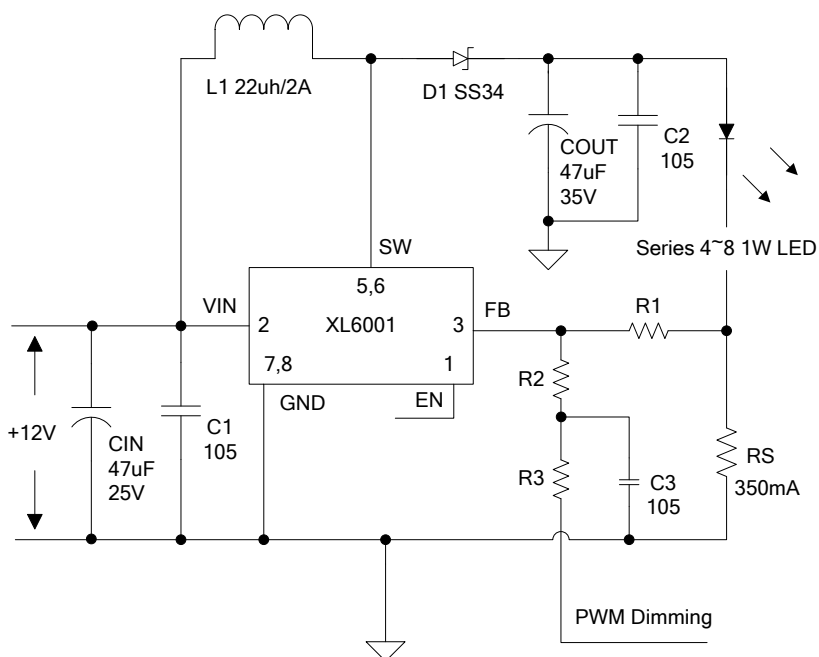 L1 22uh/2A
D1 SS34
COUT
47uF
35V
C2
105
SW
Series 4~8 1W LED
5,6
VIN
FB
R1
2
XL6001
3
7,8
1
R2
GND
EN
+12V
CIN
47uF
25V
C1
105
R3
C3
105
RS
350mA
PWM Dimming